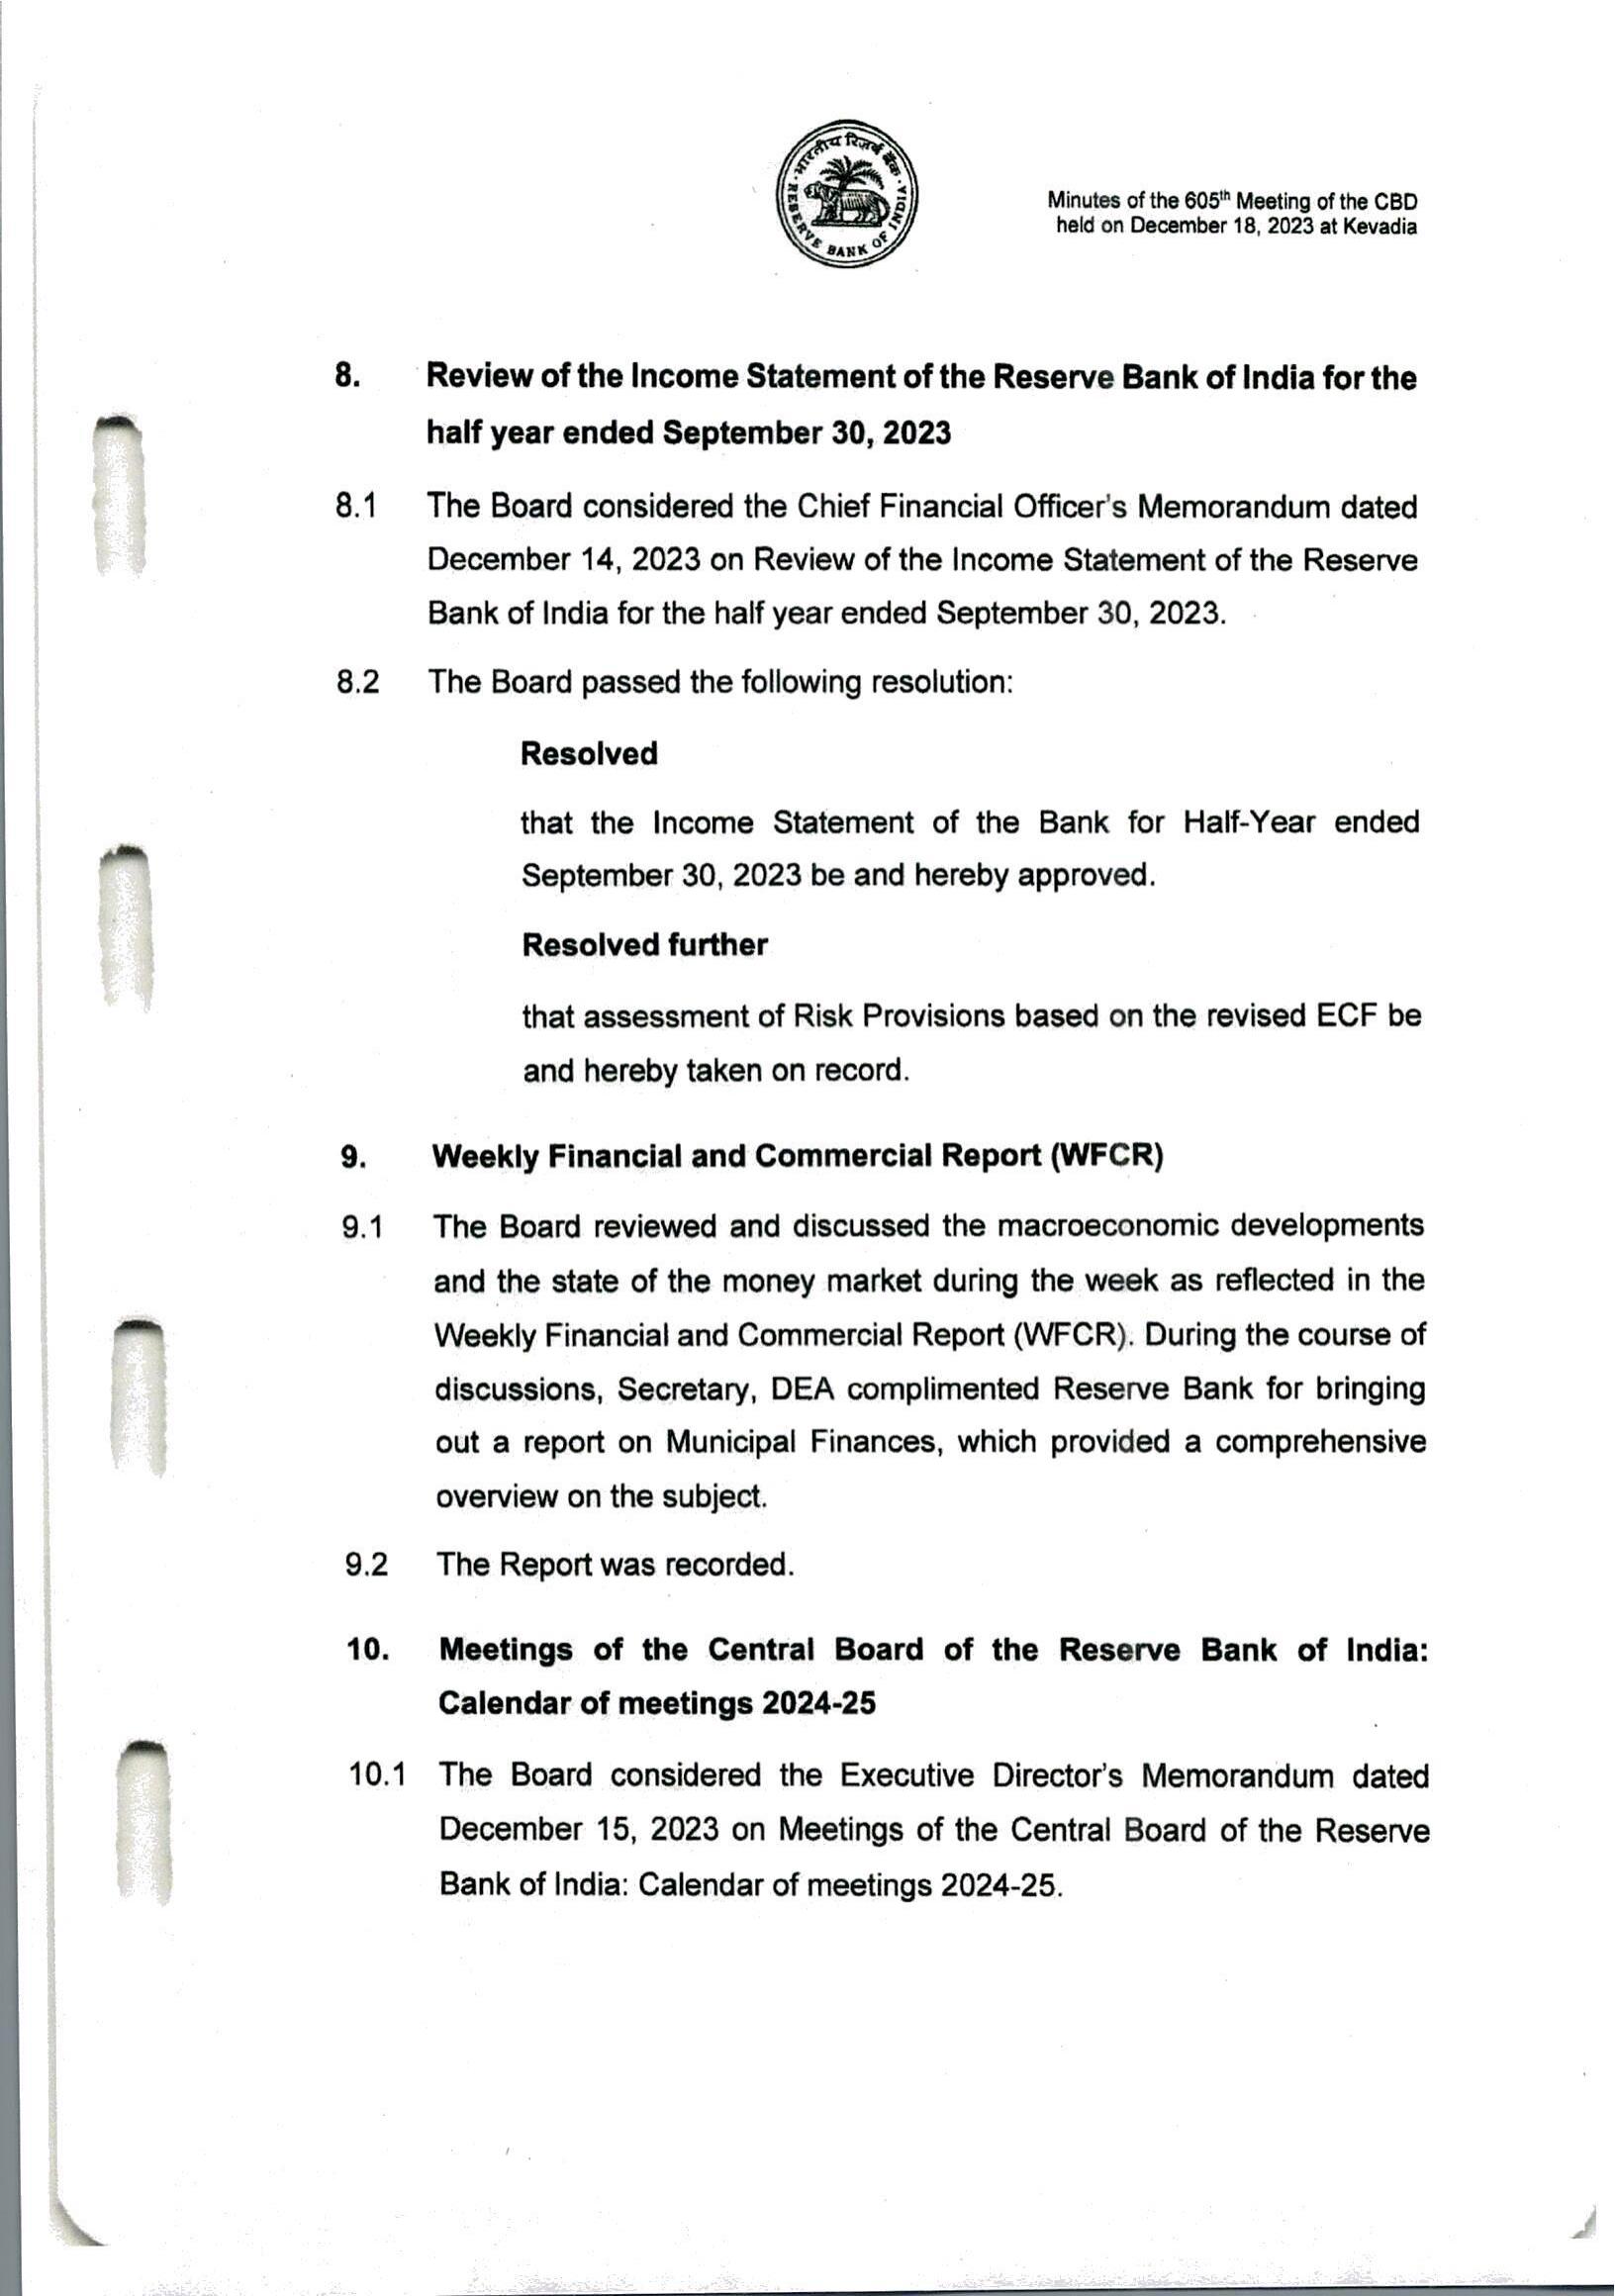 भारतीय रिज़र्व बैंक
RESERVE BANK OF INDIA
Minutes of the 605th Meeting of the CBD
held on December 18, 2023 at Kevadia
8. Review of the Income Statement of the Reserve Bank of India for the
half year ended September 30, 2023
8.1 The Board considered the Chief Financial Officer's Memorandum dated
December 14, 2023 on Review of the Income Statement of the Reserve
Bank of India for the half year ended September 30, 2023.
8.2 The Board passed the following resolution:
Resolved
that the Income Statement of the Bank for Half-Year ended
September 30, 2023 be and hereby approved.
Resolved further
that assessment of Risk Provisions based on the revised ECF be
and hereby taken on record.
9. Weekly Financial and Commercial Report (WFCR)
9.1 The Board reviewed and discussed the macroeconomic developments
and the state of the money market during the week as reflected in the
Weekly Financial and Commercial Report (WFCR). During the course of
discussions, Secretary, DEA complimented Reserve Bank for bringing
out a report on Municipal Finances, which provided a comprehensive
overview on the subject.
9.2 The Report was recorded.
10. Meetings of the Central Board of the Reserve Bank of India:
Calendar of meetings 2024-25
10.1 The Board considered the Executive Director's Memorandum dated
December 15, 2023 on Meetings of the Central Board of the Reserve
Bank of India: Calendar of meetings 2024-25.